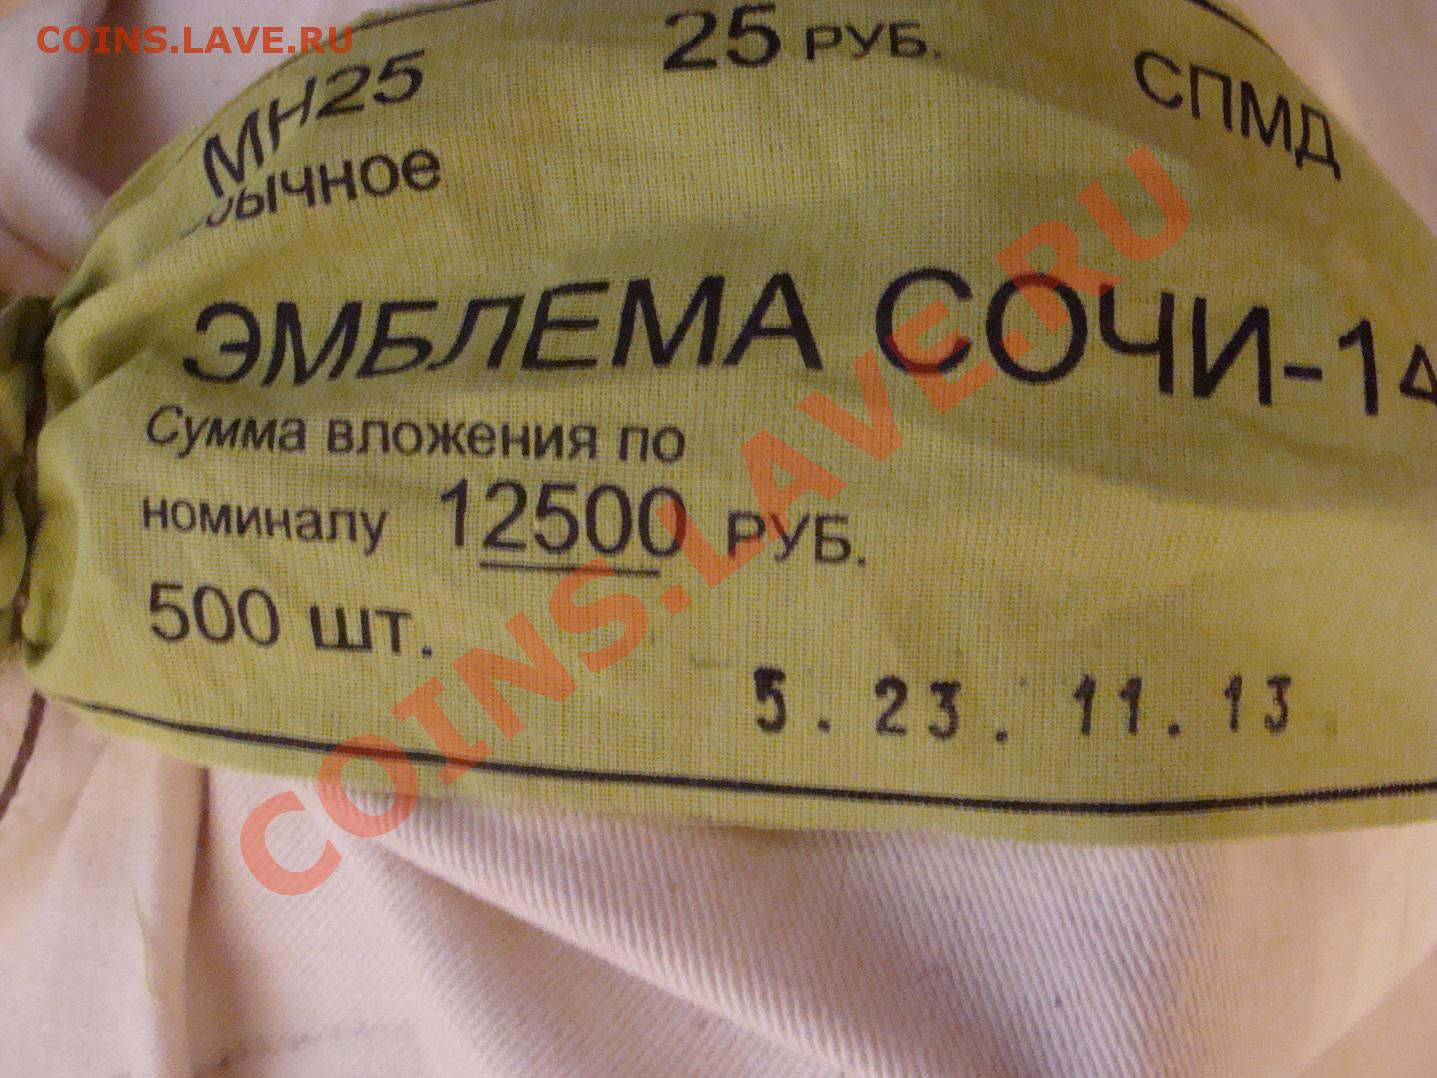 COINS.LAVE.RU
МН25 25 РУБ. СПМД
обычное
ЭМБЛЕМА СОЧИ-14
Сумма вложения по
номиналу 12500 РУБ.
500 шт.
5. 23. 11. 13
COINS.LAVE.RU